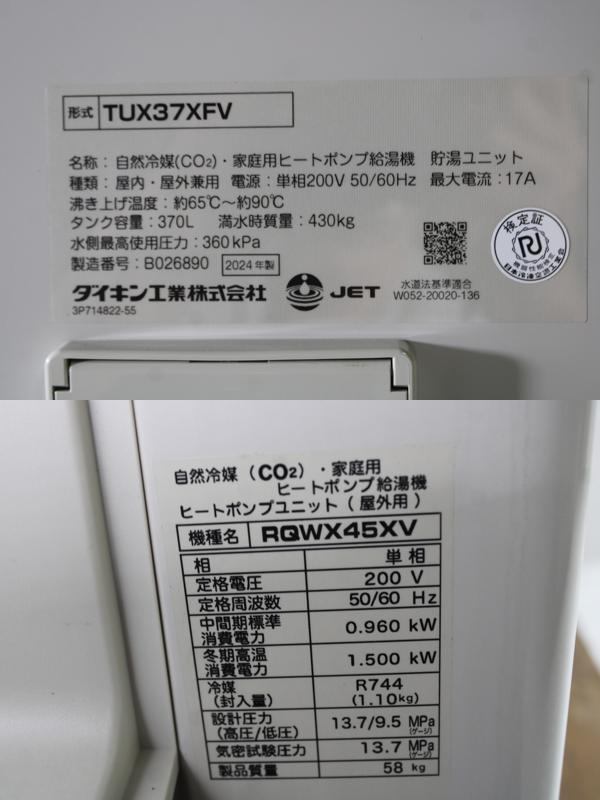 形式 TUX37XFV
名称：自然冷媒(CO₂)・家庭用ヒートポンプ給湯機　貯湯ユニット
種類：屋内・屋外兼用　電源：単相200V 50/60Hz　最大電流：17A
沸き上げ温度：約65℃〜約90℃
タンク容量：370L　満水時質量：430kg
水側最高使用圧力：360kPa
製造番号：B026890　2024年製
検定証
ダイキン工業株式会社　JET
水道法基準適合
W052-20020-136
3P714822-55
自然冷媒（CO₂）・家庭用
ヒートポンプ給湯機
ヒートポンプユニット（屋外用）
機種名　RQWX45XV
相　単相
定格電圧　200 V
定格周波数　50/60 Hz
中間期標準
消費電力　0.960 kW
冬期高温
消費電力　1.500 kW
冷媒
(封入量)　R744
(1.10kg)
設計圧力
(高圧/低圧)　13.7/9.5 MPa
(ゲージ)
気密試験圧力　13.7 MPa
(ゲージ)
製品質量　58 kg